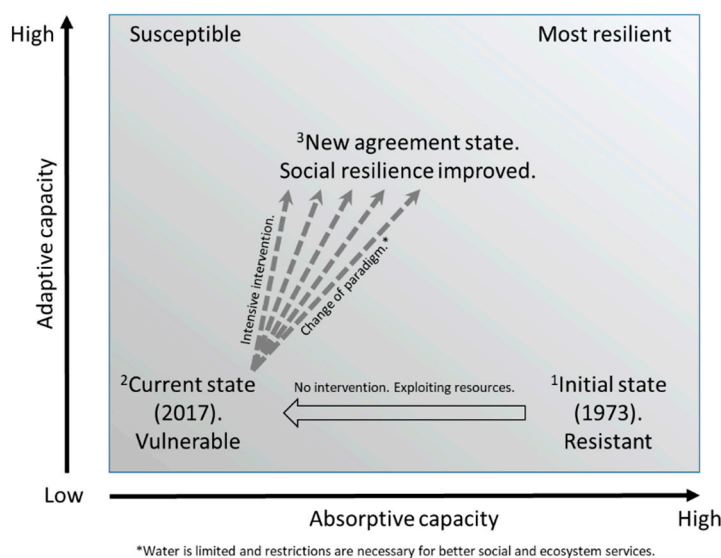 High
Susceptible
Most resilient
³New agreement state.
Social resilience improved.
Adaptive capacity
Intensive intervention.
Change of paradigm.*
²Current state
(2017).
Vulnerable
No intervention. Exploiting resources.
¹Initial state
(1973).
Resistant
Low
Absorptive capacity
High
*Water is limited and restrictions are necessary for better social and ecosystem services.